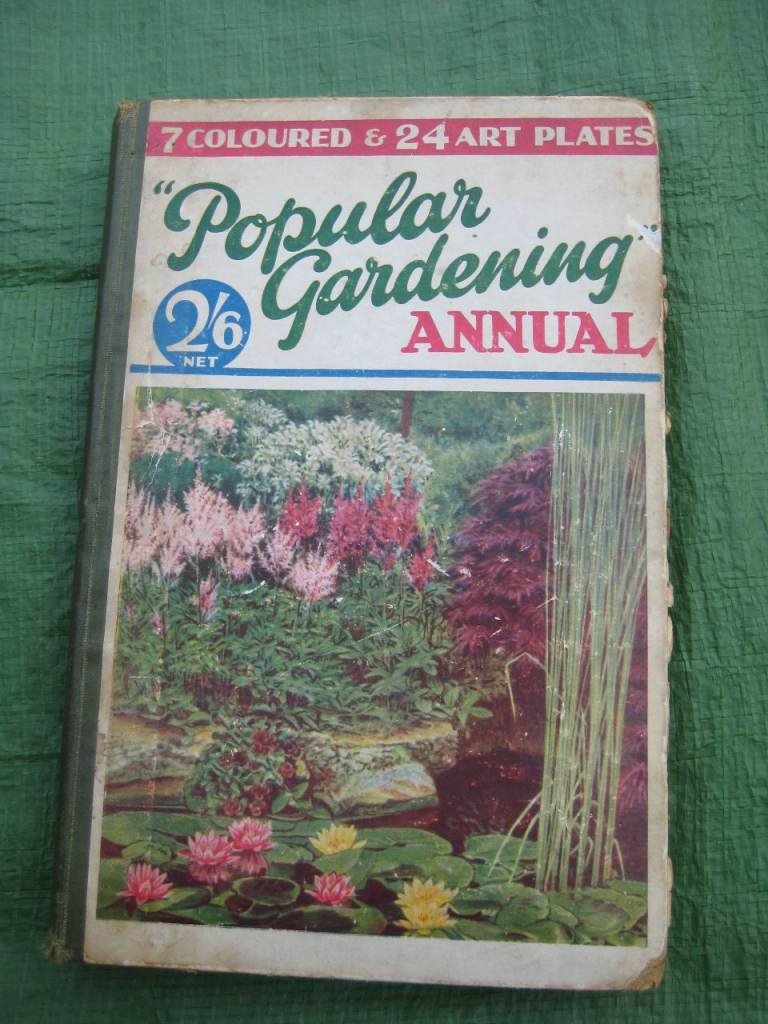 7 COLOURED & 24 ART PLATES
"Popular
Gardening"
2/6
NET
ANNUAL